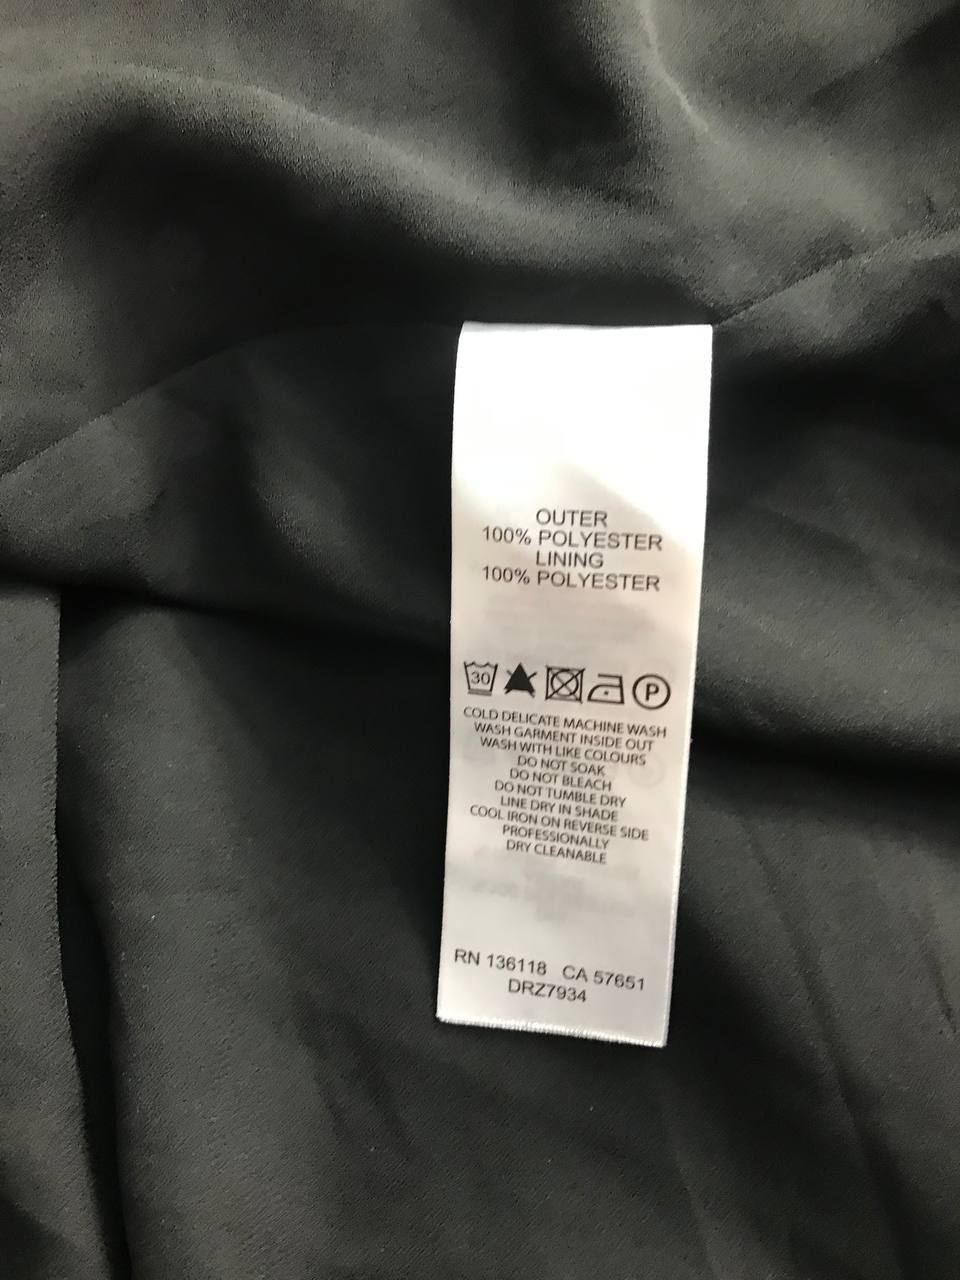 OUTER
100% POLYESTER
LINING
100% POLYESTER
30 P
COLD DELICATE MACHINE WASH
WASH GARMENT INSIDE OUT
WASH WITH LIKE COLOURS
DO NOT SOAK
DO NOT BLEACH
DO NOT TUMBLE DRY
LINE DRY IN SHADE
COOL IRON ON REVERSE SIDE
PROFESSIONALLY
DRY CLEANABLE
RN 136118 CA 57651
DRZ7934